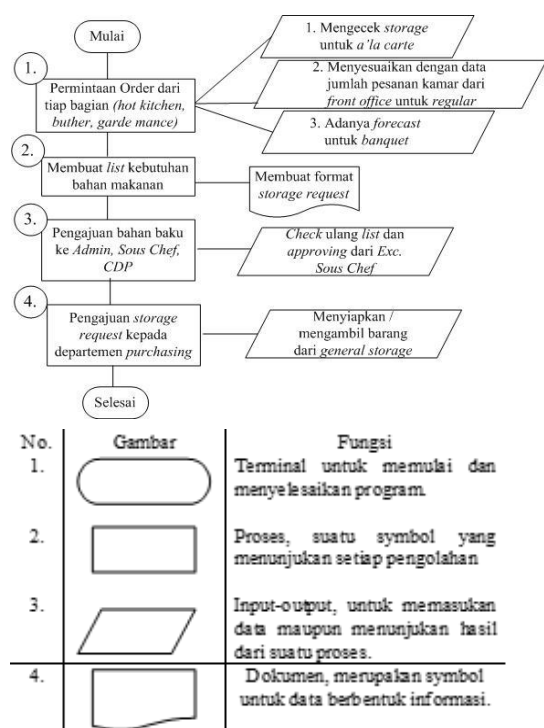 Mulai
1.
Permintaan Order dari
tiap bagian (hot kitchen,
buther, garde mance)
1. Mengecek storage
untuk a'la carte
2. Menyesuaikan dengan data
jumlah pesanan kamar dari
front office untuk regular
3. Adanya forecast
untuk banquet
2.
Membuat list kebutuhan
bahan makanan
Membuat format
storage request
3.
Pengajuan bahan baku
ke Admin, Sous Chef,
CDP
Check ulang list dan
approving dari Exc.
Sous Chef
4.
Pengajuan storage
request kepada
departemen purchasing
Menyiapkan /
mengambil barang
dari general storage
Selesai
No. Gambar Fungsi
1. Terminal untuk memulai dan
menyelesaikan program.
2. Proses, suatu symbol yang
menunjukan setiap pengolahan
3. Input-output, untuk memasukan
data maupun menunjukan hasil
dari suatu proses.
4. Dokumen, merupakan symbol
untuk data berbentuk informasi.